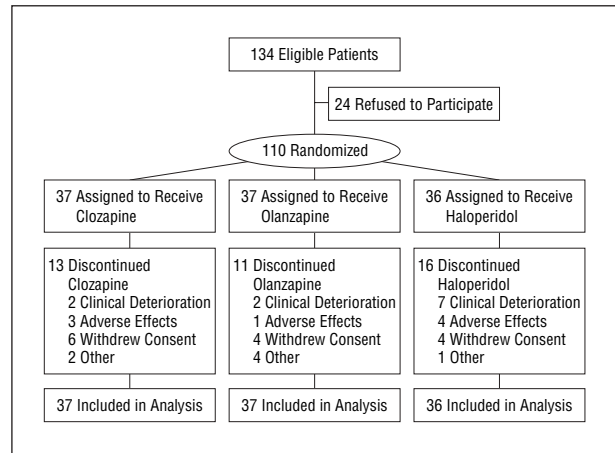 134 Eligible Patients
24 Refused to Participate
110 Randomized
37 Assigned to Receive
Clozapine
37 Assigned to Receive
Olanzapine
36 Assigned to Receive
Haloperidol
13 Discontinued
Clozapine
2 Clinical Deterioration
3 Adverse Effects
6 Withdrew Consent
2 Other
11 Discontinued
Olanzapine
2 Clinical Deterioration
1 Adverse Effects
4 Withdrew Consent
4 Other
16 Discontinued
Haloperidol
7 Clinical Deterioration
4 Adverse Effects
4 Withdrew Consent
1 Other
37 Included in Analysis
37 Included in Analysis
36 Included in Analysis